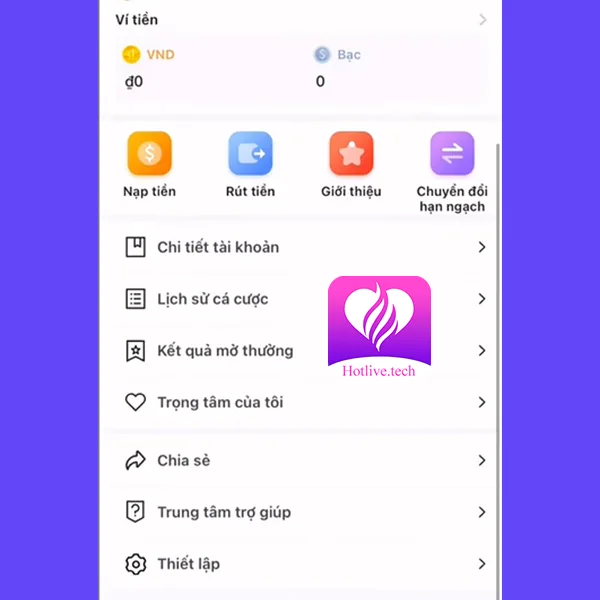 Ví tiền
VND
Bạc
₫0
0
Nạp tiền
Rút tiền
Giới thiệu
Chuyển đổi
hạn ngạch
Chi tiết tài khoản
Lịch sử cá cược
Kết quả mở thưởng
Hotlive.tech
Trọng tâm của tôi
Chia sẻ
Trung tâm trợ giúp
Thiết lập